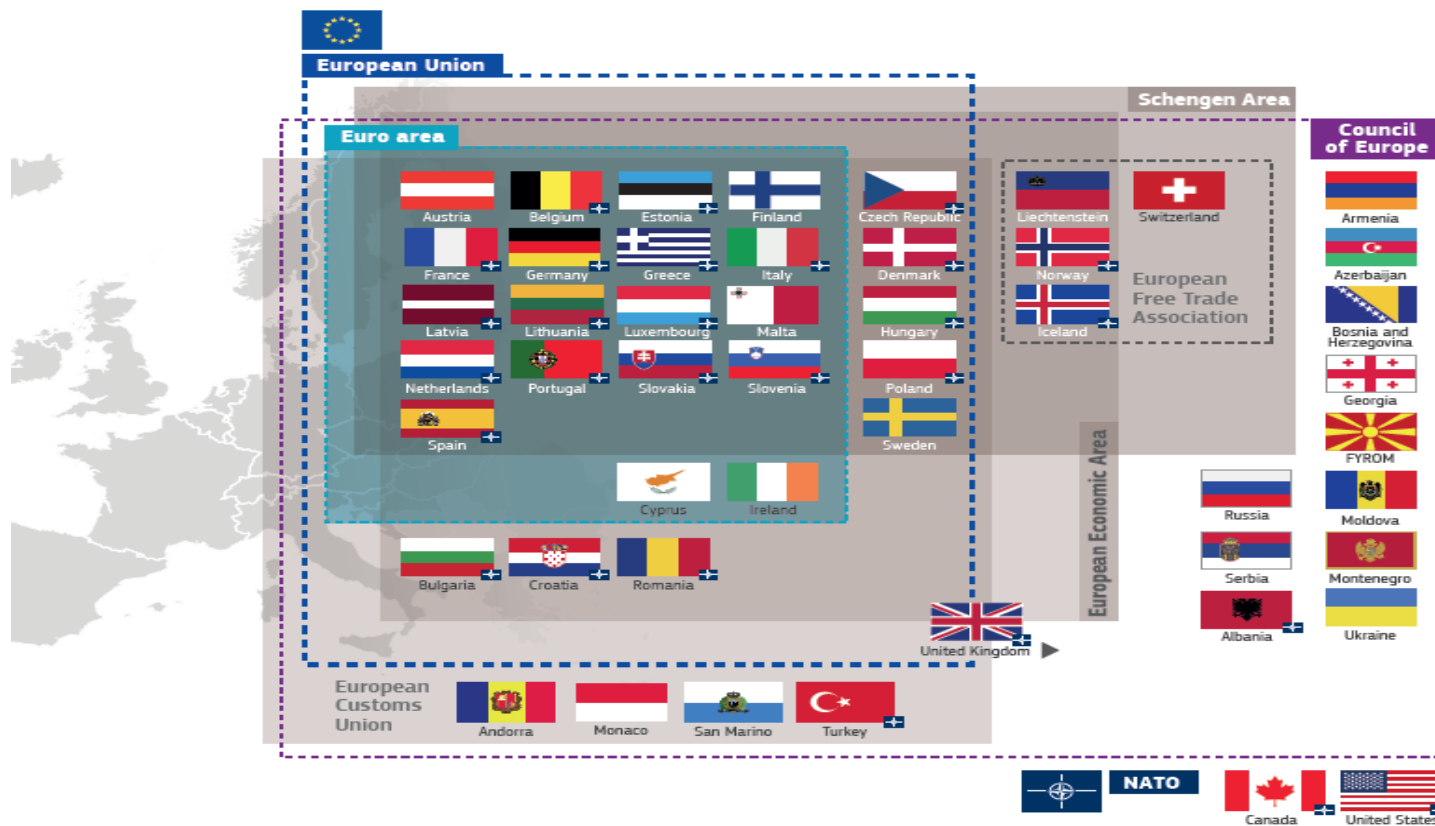 European Union
Schengen Area
Euro area
Council
of Europe
Austria
Belgium
Estonia
Finland
Czech Republic
Liechtenstein
Switzerland
Armenia
France
Germany
Greece
Italy
Denmark
Norway
European
Free Trade
Association
Azerbaijan
Latvia
Lithuania
Luxembourg
Malta
Hungary
Iceland
Bosnia and
Herzegovina
Netherlands
Portugal
Slovakia
Slovenia
Poland
Georgia
Spain
Sweden
European Economic Area
FYROM
Cyprus
Ireland
Russia
Moldova
Bulgaria
Croatia
Romania
Serbia
Montenegro
United Kingdom
Albania
Ukraine
European
Customs
Union
Andorra
Monaco
San Marino
Turkey
NATO
Canada
United States